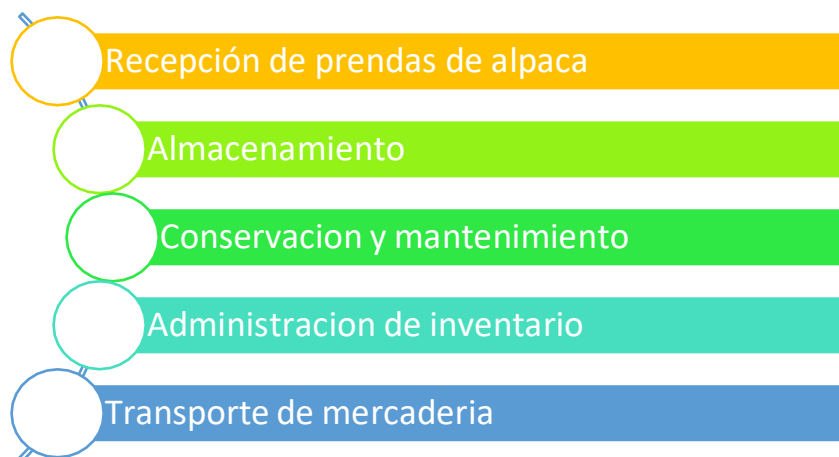 Recepción de prendas de alpaca
Almacenamiento
Conservacion y mantenimiento
Administracion de inventario
Transporte de mercaderia